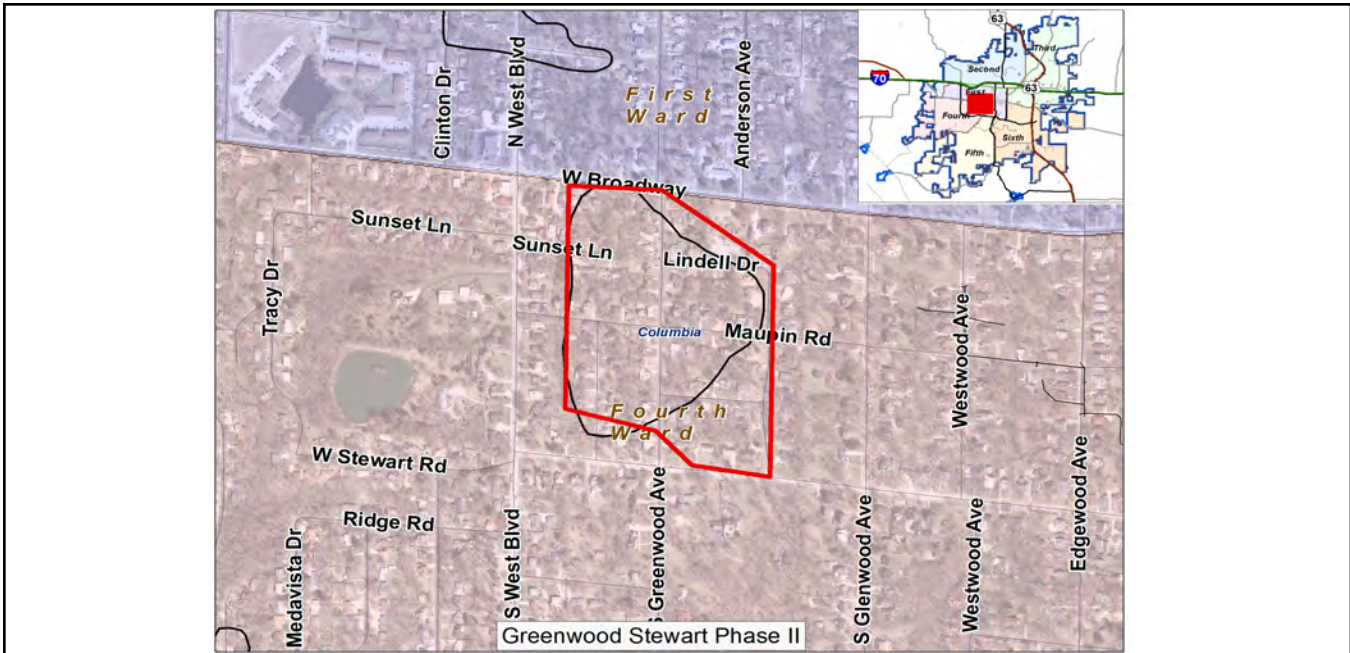 63
Third
Second
70
63
Fourth
Sixth
Fifth
Clinton Dr
N West Blvd
First
Ward
Anderson Ave
W Broadway
Sunset Ln
Sunset Ln
Lindell Dr
Tracy Dr
Columbia
Maupin Rd
Westwood Ave
Fourth
Ward
W Stewart Rd
Edgewood Ave
Ridge Rd
Medavista Dr
S West Blvd
S Greenwood Ave
S Glenwood Ave
Westwood Ave
Greenwood Stewart Phase II